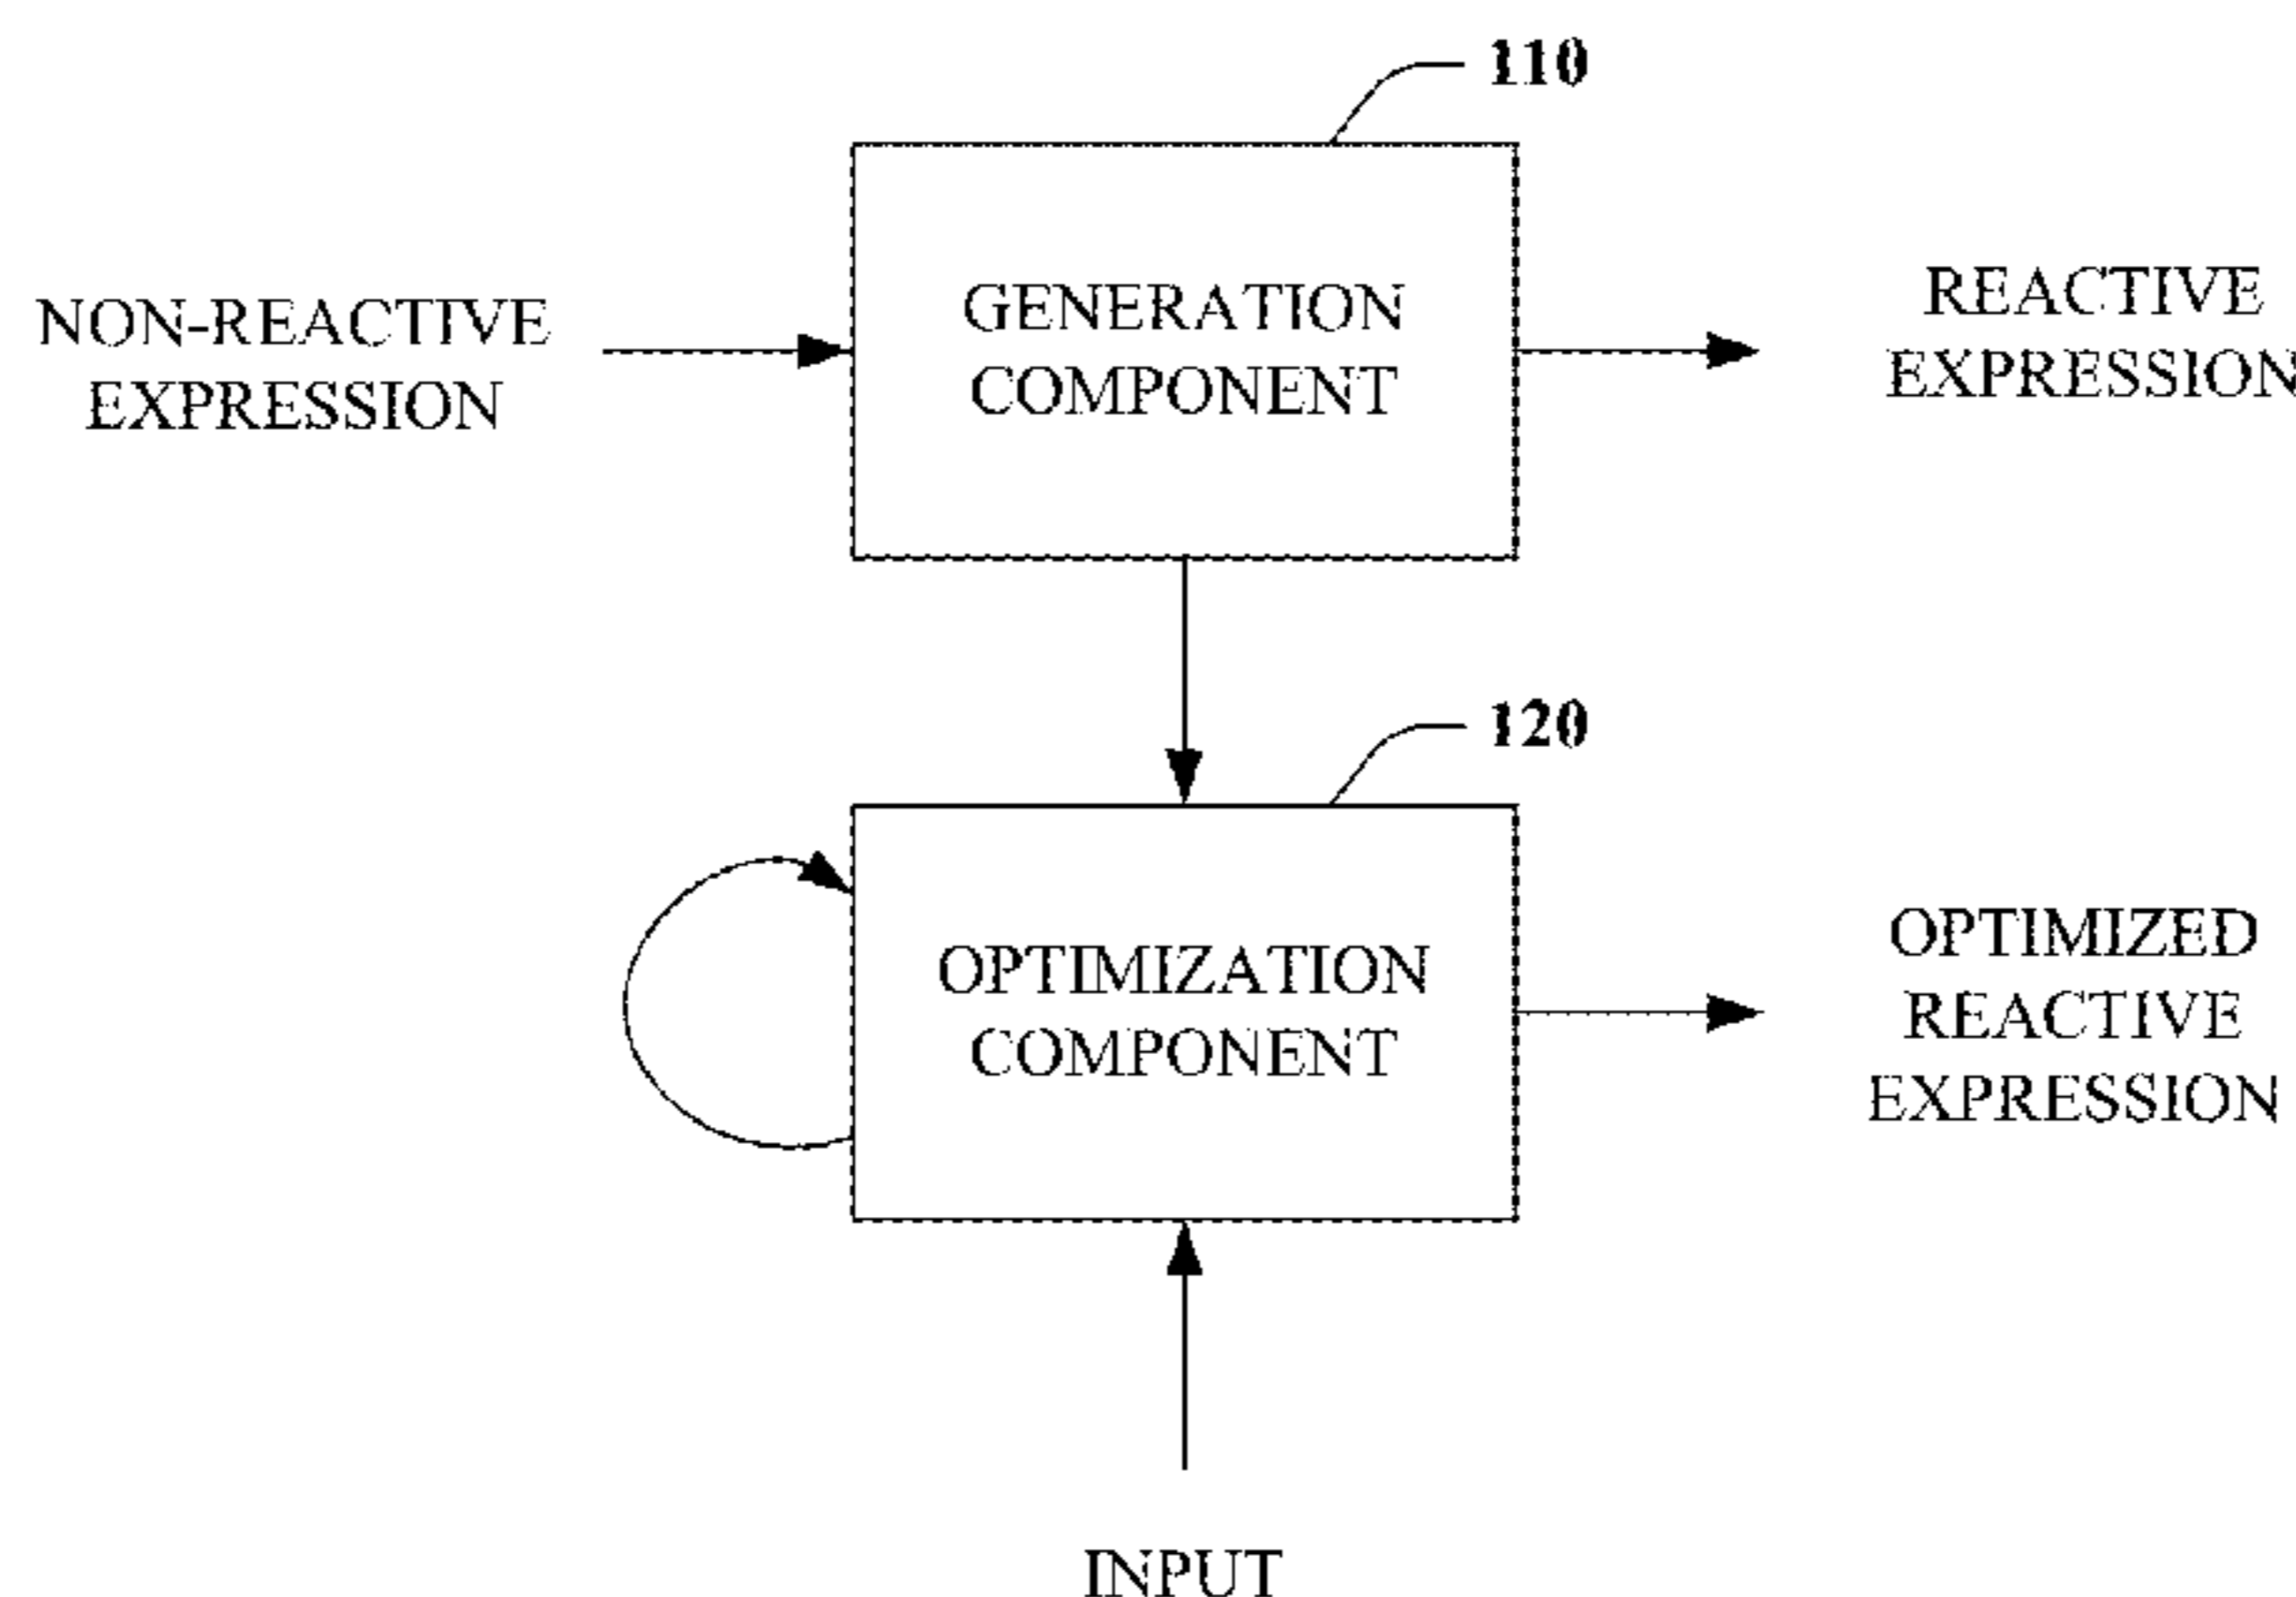 110
NON-REACTIVE
EXPRESSION
GENERATION
COMPONENT
REACTIVE
EXPRESSION
120
OPTIMIZATION
COMPONENT
OPTIMIZED
REACTIVE
EXPRESSION
INPUT